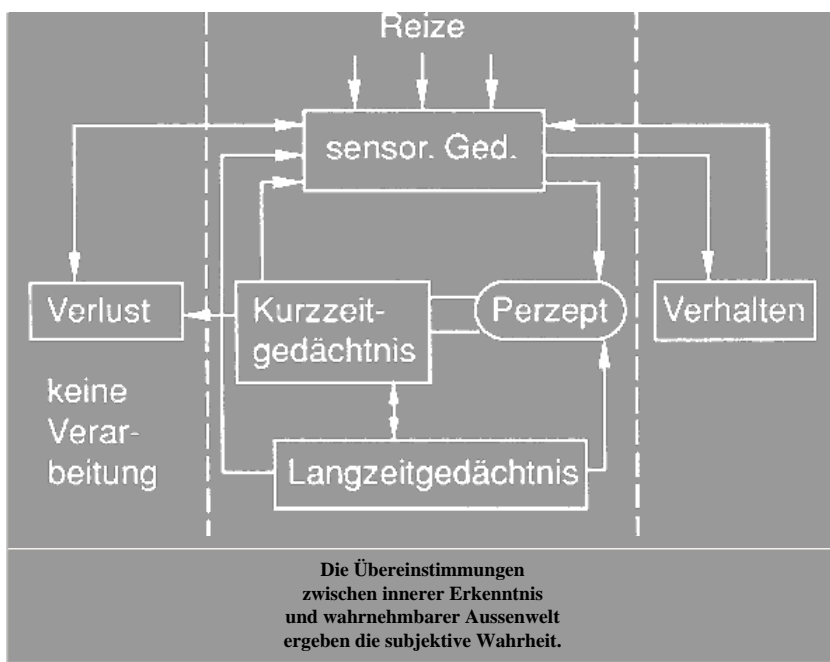 Reize
sensor. Ged.
Verlust
Kurzzeit-
gedächtnis
Perzept
Verhalten
keine
Verar-
beitung
Langzeitgedächtnis
Die Übereinstimmungen
zwischen innerer Erkenntnis
und wahrnehmbarer Aussenwelt
ergeben die subjektive Wahrheit.